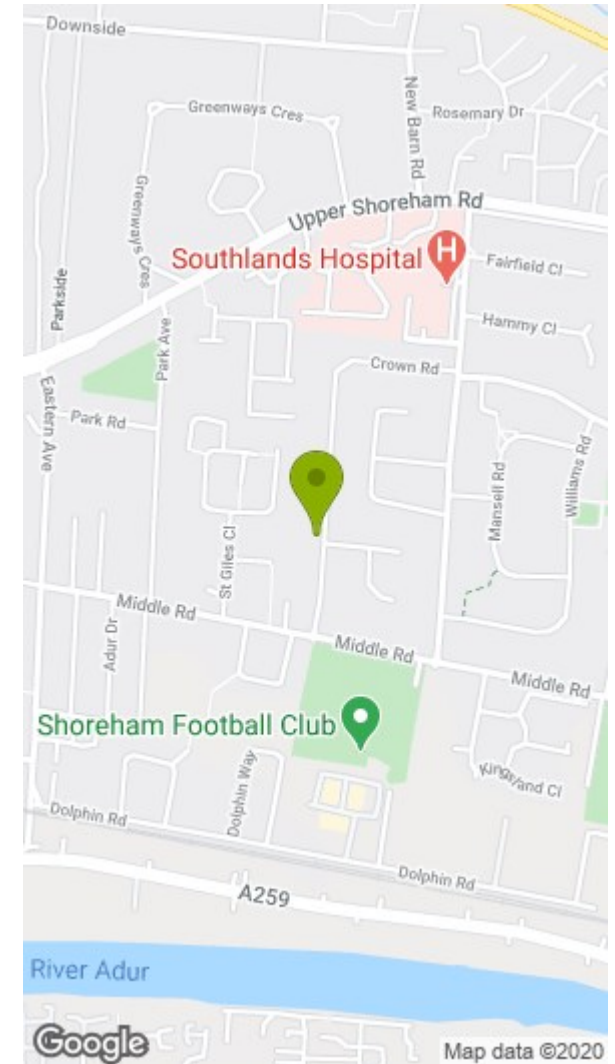 Downside
New Barn Rd
Greenways Cres
Rosemary Dr
Greenways Cres
Upper Shoreham Rd
Southlands Hospital
H
Fairfield Cl
Parkside
Hammy Cl
Park Ave
Crown Rd
Eastern Ave
Park Rd
Mansell Rd
Williams Rd
St Giles Cl
Middle Rd
Adur Dr
Middle Rd
Middle Rd
Shoreham Football Club
Dolphin Way
Kingsland Cl
Dolphin Rd
Dolphin Rd
A259
River Adur
Google
Map data ©2020